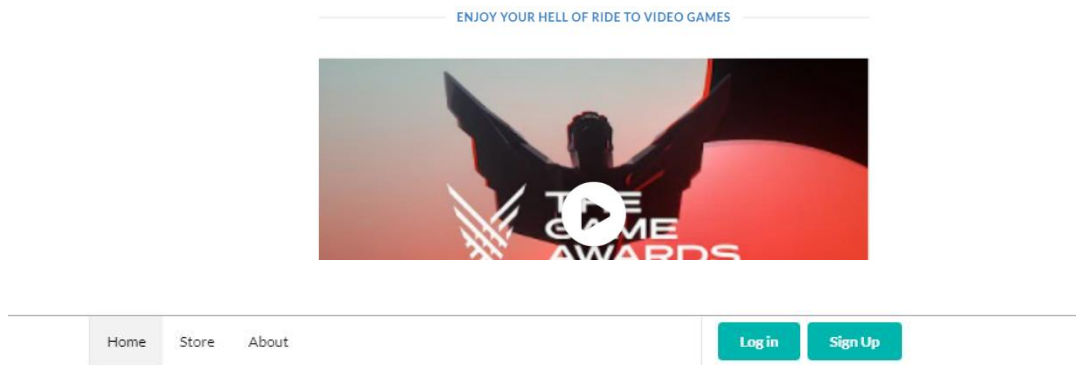 ENJOY YOUR HELL OF RIDE TO VIDEO GAMES
THE
GAME
AWARDS
Home Store About Log in Sign Up